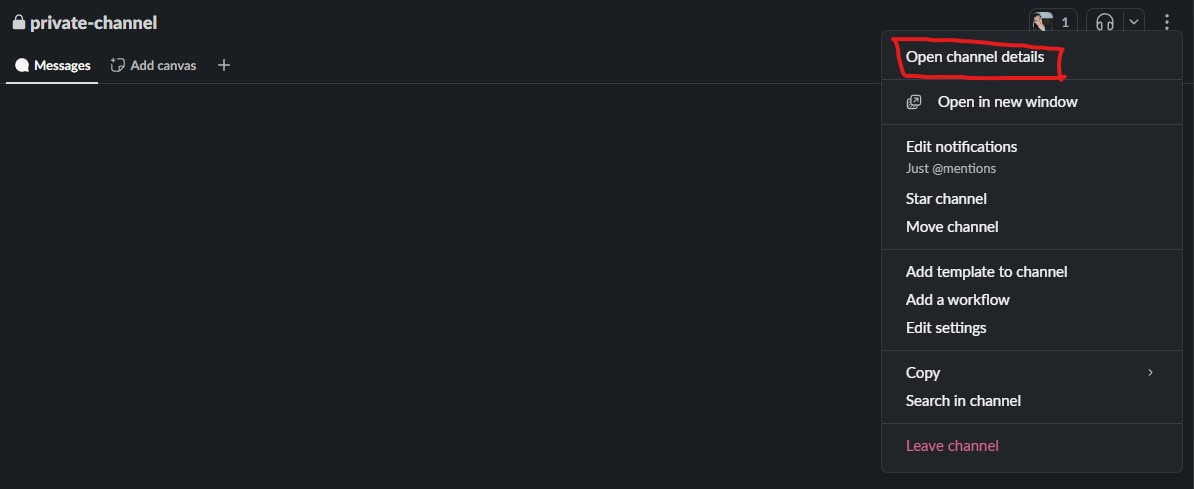 private-channel
1
Messages
Add canvas
Open channel details
Open in new window
Edit notifications
Just @mentions
Star channel
Move channel
Add template to channel
Add a workflow
Edit settings
Copy
Search in channel
Leave channel